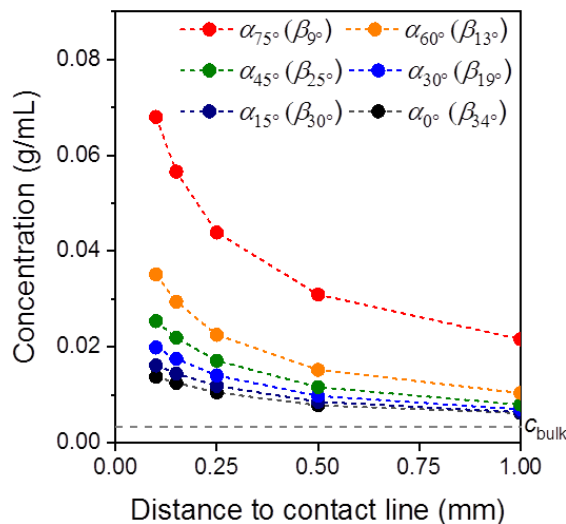 0.08
α75° (β9°) α60° (β13°)
α45° (β25°) α30° (β19°)
α15° (β30°) α0° (β34°)
0.06
Concentration (g/mL)
0.04
0.02
0.00
cbulk
0.00 0.25 0.50 0.75 1.00
Distance to contact line (mm)